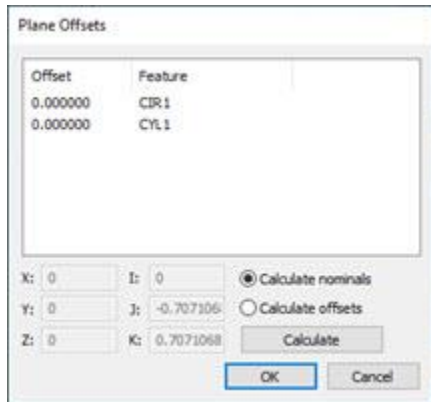 Plane Offsets
Offset Feature
0.000000 CIR1
0.000000 CYL1
X: 0 I: 0 Calculate nominals
Y: 0 J: -0.707106 Calculate offsets
Z: 0 K: 0.7071068 Calculate
OK Cancel